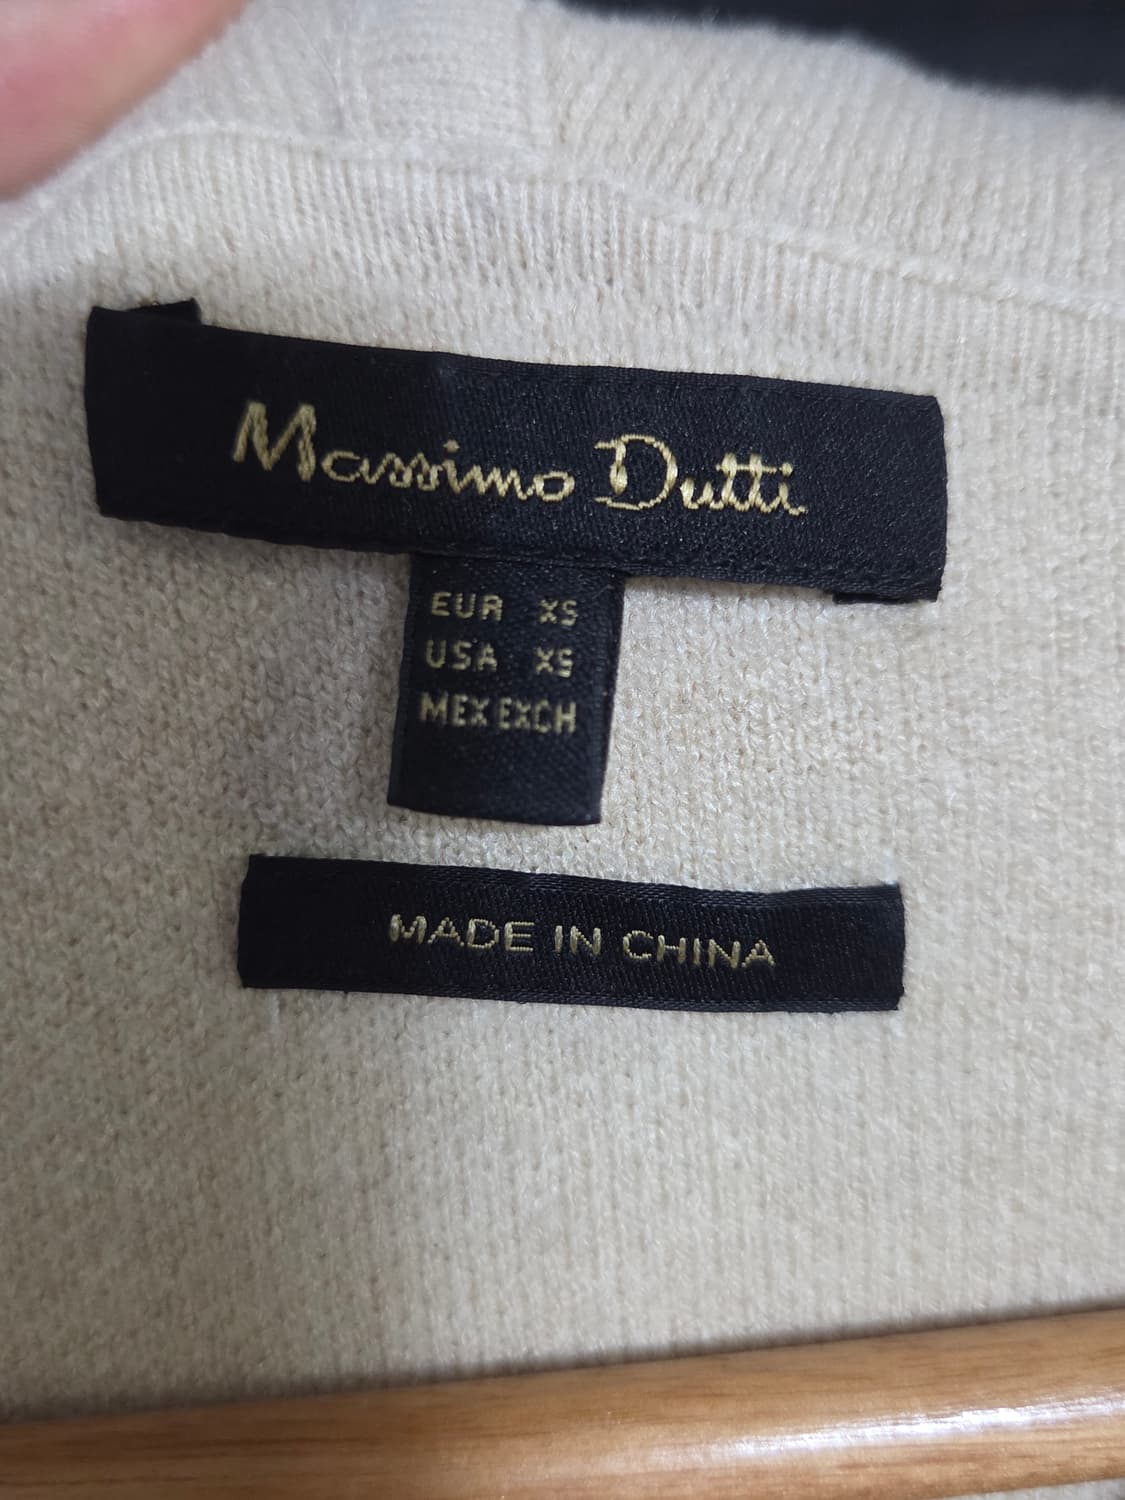 Massimo Dutti
EUR XS
USA XS
MEX EXCH
MADE IN CHINA